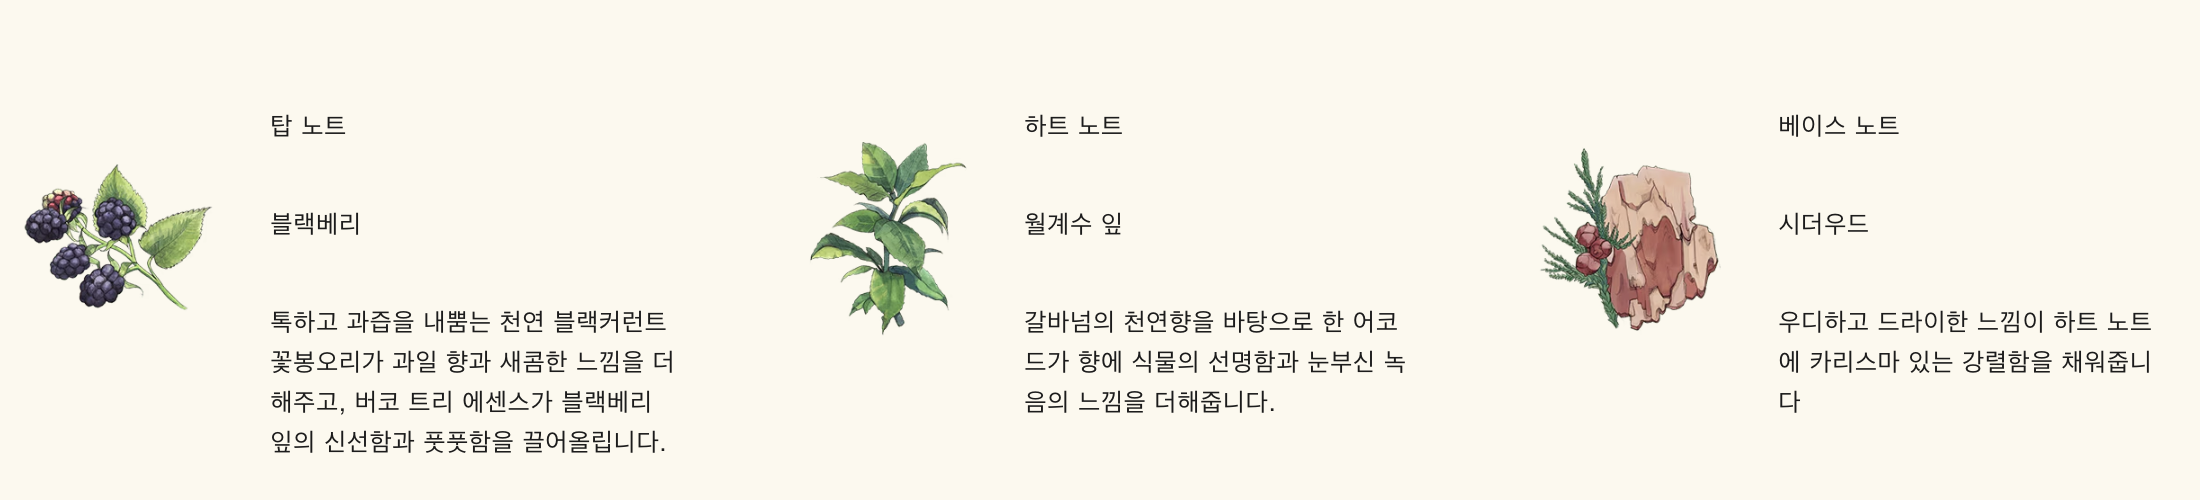 탑 노트
블랙베리
톡하고 과즙을 내뿜는 천연 블랙커런트
꽃봉오리가 과일 향과 새콤한 느낌을 더
해주고, 버코 트리 에센스가 블랙베리
잎의 신선함과 풋풋함을 끌어올립니다.
하트 노트
월계수 잎
갈바넘의 천연향을 바탕으로 한 어코
드가 향에 식물의 선명함과 눈부신 녹
음의 느낌을 더해줍니다.
베이스 노트
시더우드
우디하고 드라이한 느낌이 하트 노트
에 카리스마 있는 강렬함을 채워줍니
다